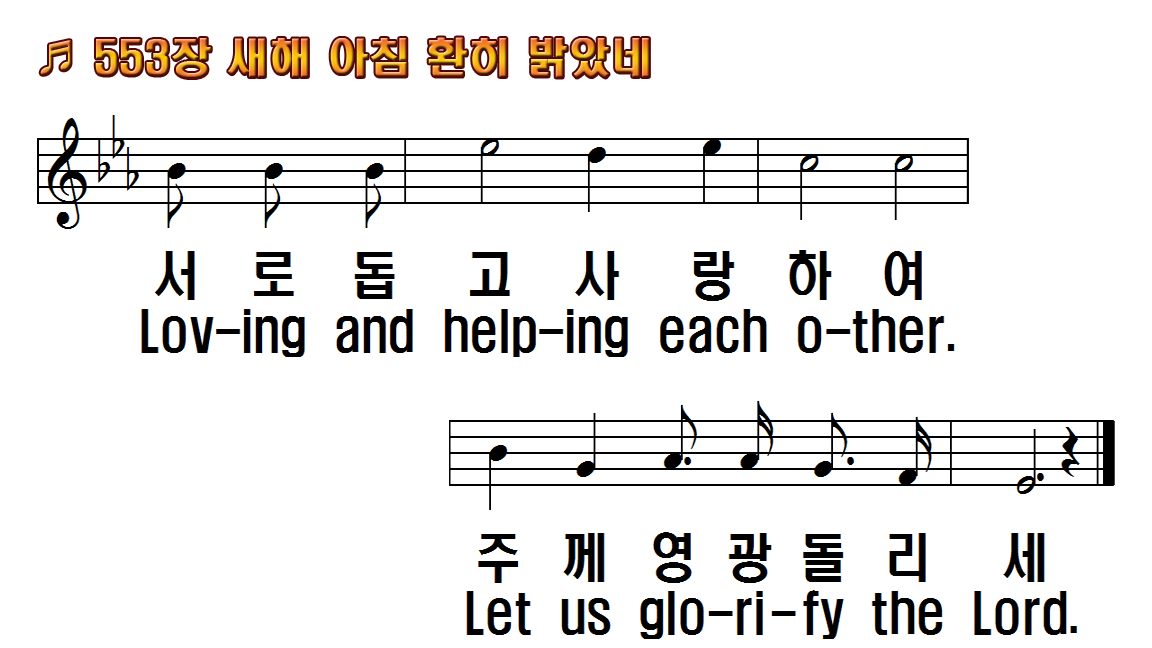 ♬ 553장 새해 아침 환히 밝았네
서 로 돕 고 사 랑 하 여
Lov-ing and help-ing each o-ther.
주 께 영 광 돌 리 세
Let us glo-ri-fy the Lord.